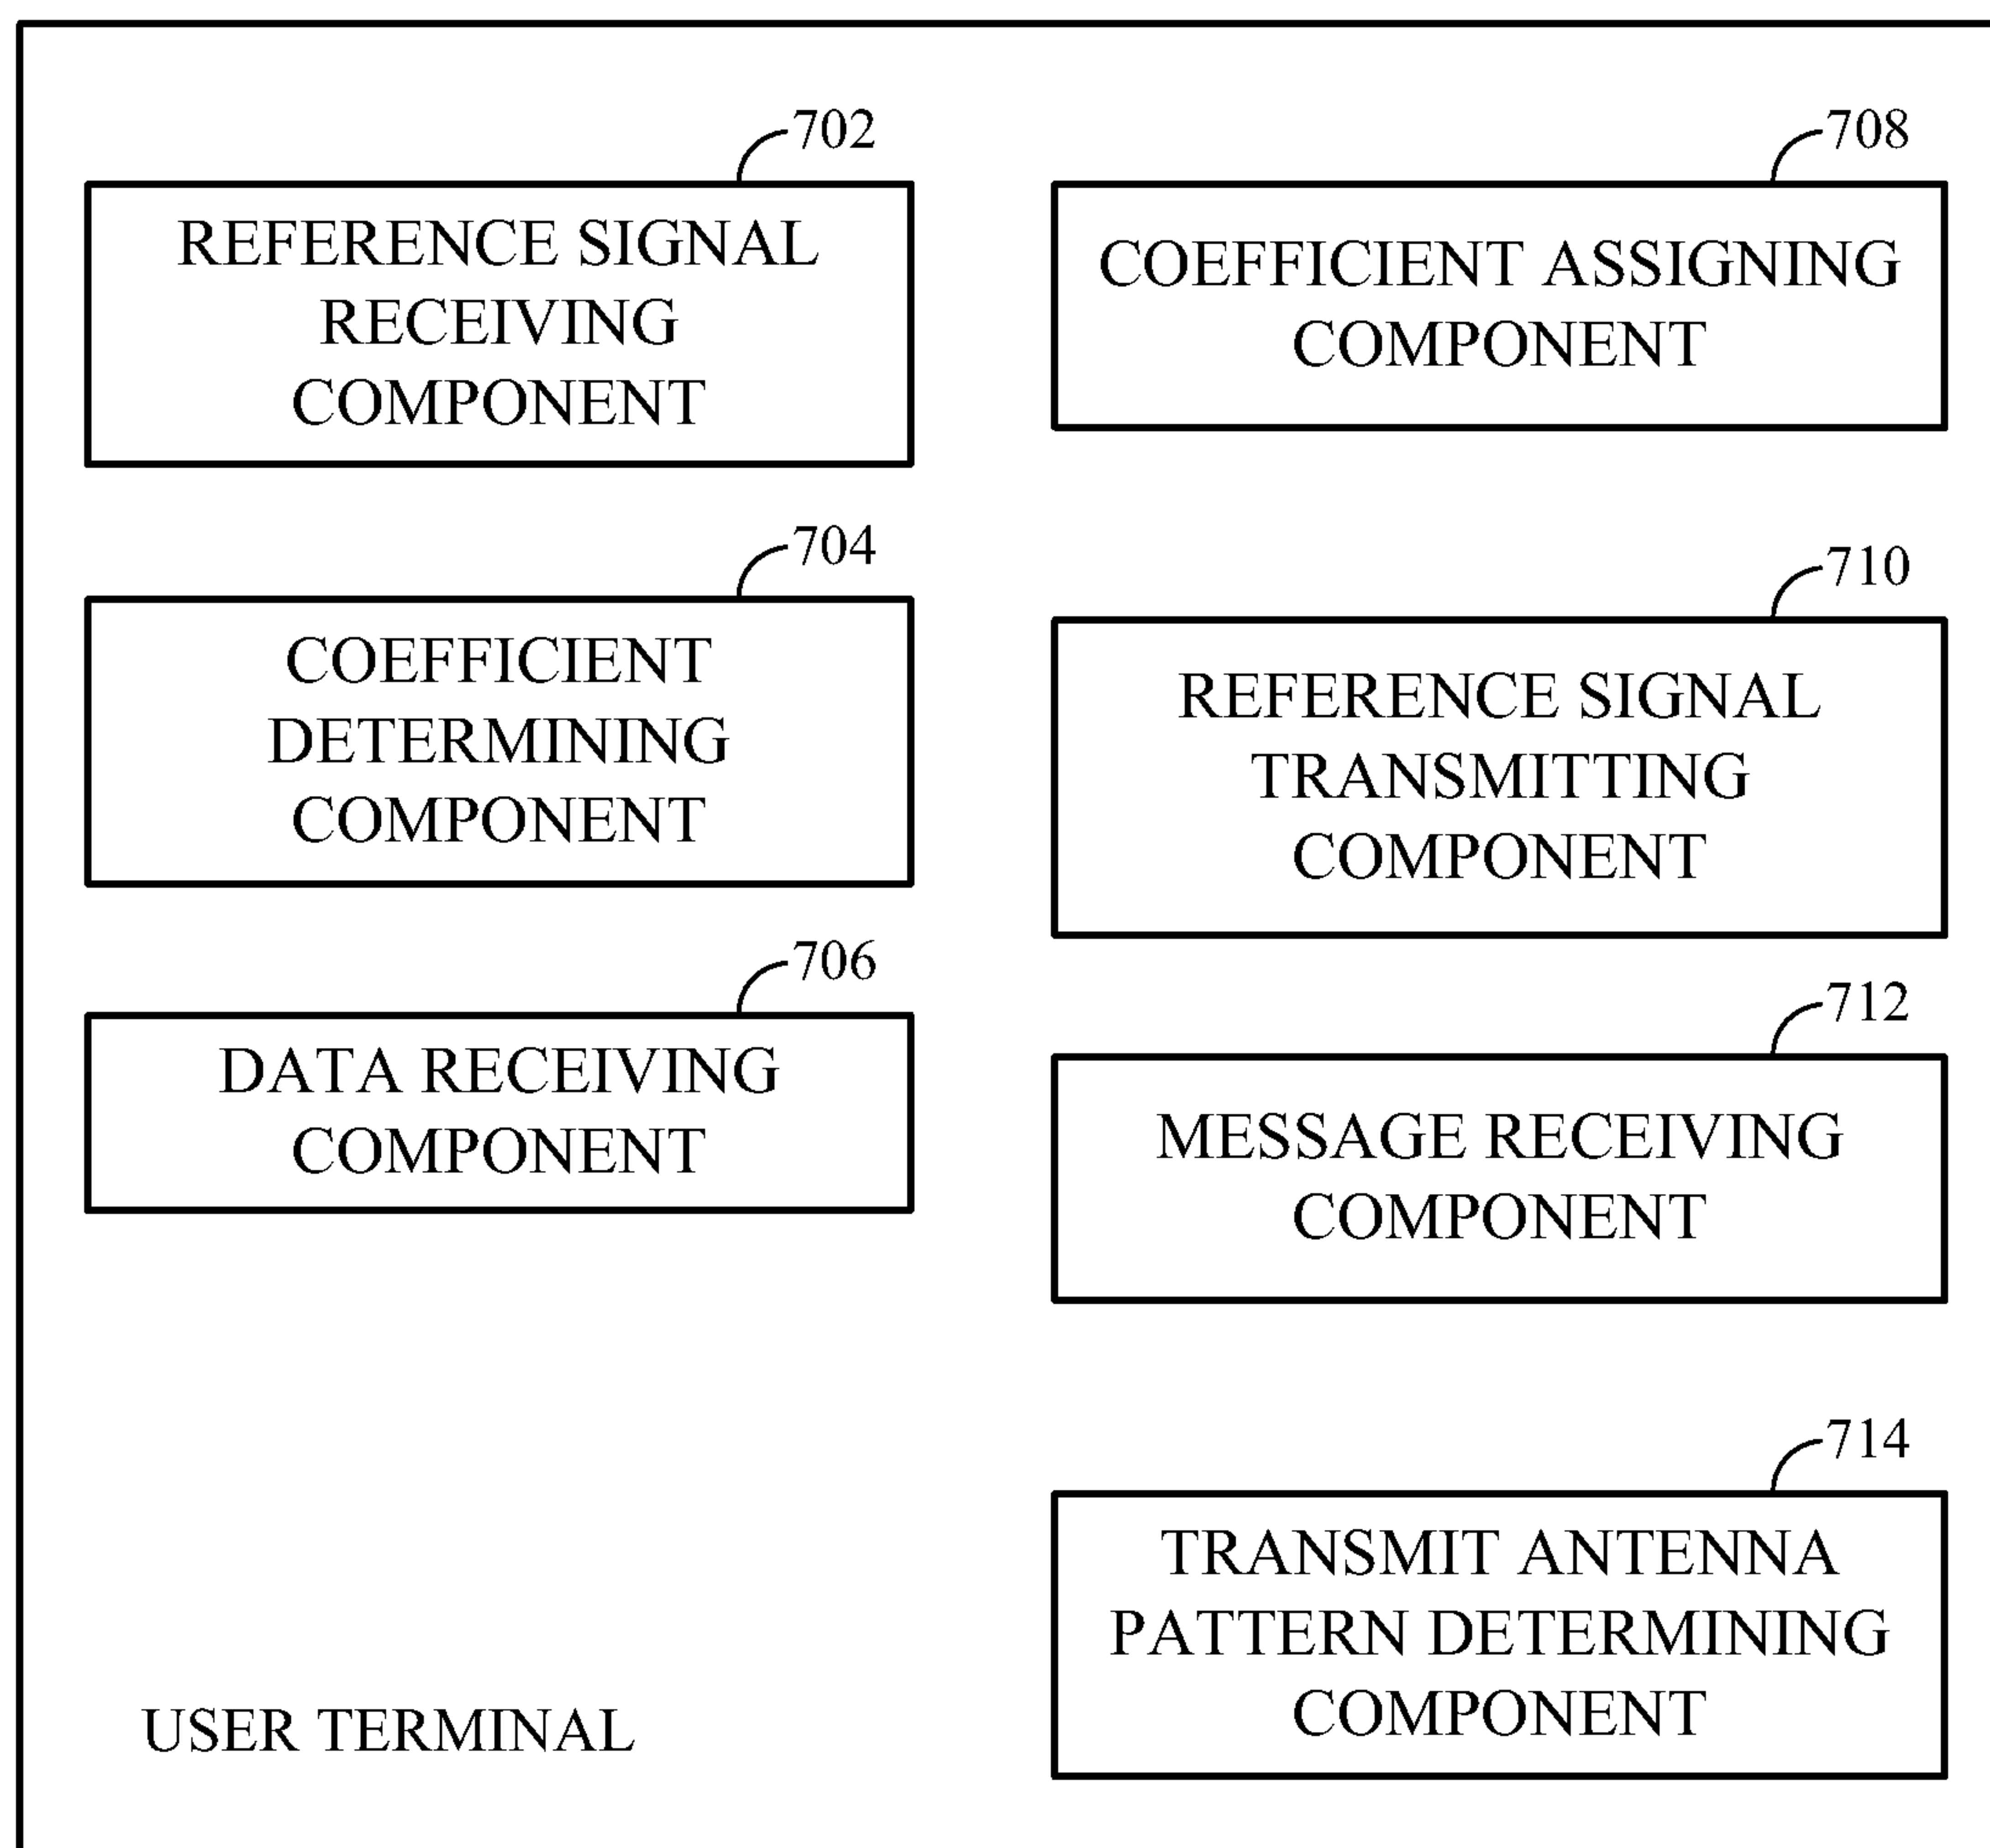 702
REFERENCE SIGNAL
RECEIVING
COMPONENT
704
COEFFICIENT
DETERMINING
COMPONENT
706
DATA RECEIVING
COMPONENT
USER TERMINAL
708
COEFFICIENT ASSIGNING
COMPONENT
710
REFERENCE SIGNAL
TRANSMITTING
COMPONENT
712
MESSAGE RECEIVING
COMPONENT
714
TRANSMIT ANTENNA
PATTERN DETERMINING
COMPONENT